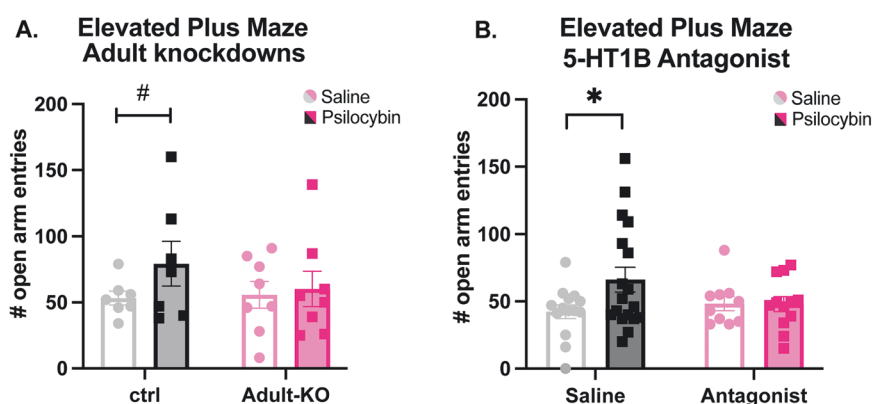 A.
Elevated Plus Maze
Adult knockdowns
Saline
Psilocybin
#
# open arm entries
200
150
100
50
0
ctrl
Adult-KO
B.
Elevated Plus Maze
5-HT1B Antagonist
Saline
Psilocybin
*
# open arm entries
200
150
100
50
0
Saline
Antagonist